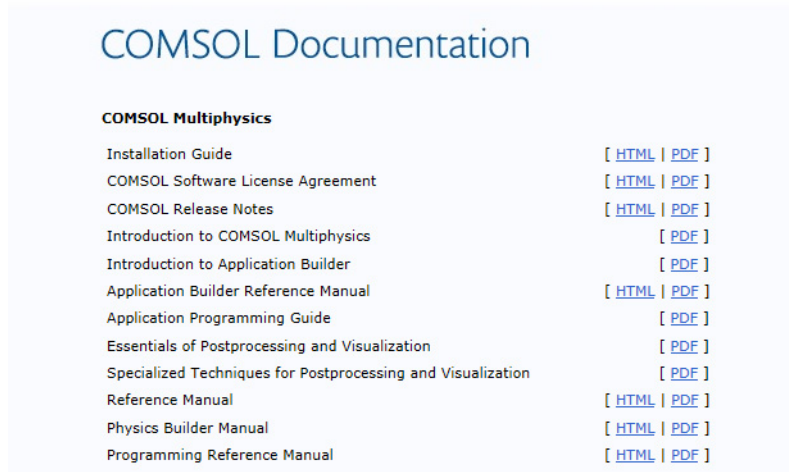 COMSOL Documentation
COMSOL Multiphysics
Installation Guide [ HTML | PDF ]
COMSOL Software License Agreement [ HTML | PDF ]
COMSOL Release Notes [ HTML | PDF ]
Introduction to COMSOL Multiphysics [ PDF ]
Introduction to Application Builder [ PDF ]
Application Builder Reference Manual [ HTML | PDF ]
Application Programming Guide [ PDF ]
Essentials of Postprocessing and Visualization [ PDF ]
Specialized Techniques for Postprocessing and Visualization [ PDF ]
Reference Manual [ HTML | PDF ]
Physics Builder Manual [ HTML | PDF ]
Programming Reference Manual [ HTML | PDF ]